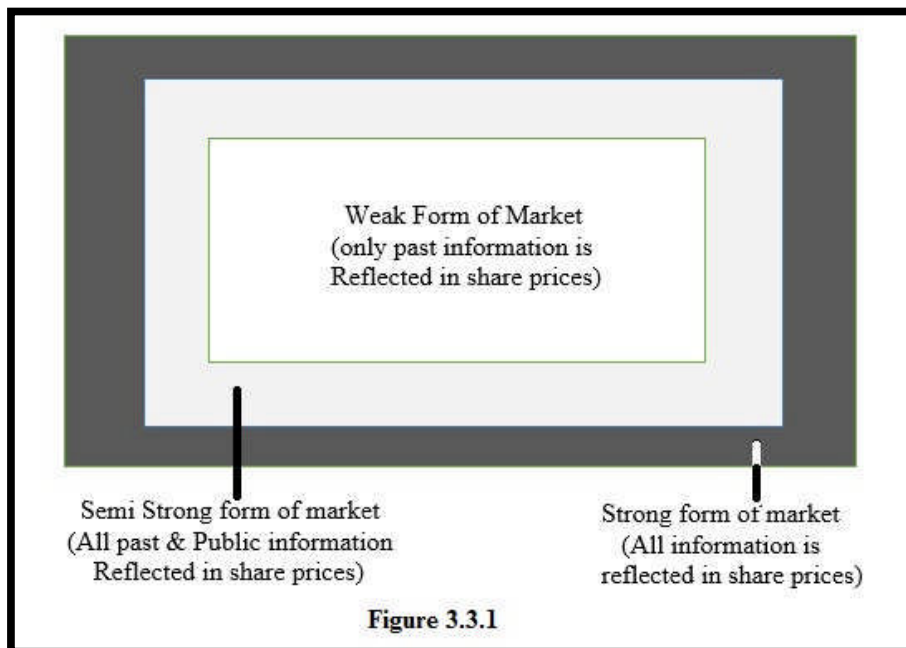 Weak Form of Market
(only past information is
Reflected in share prices)
Semi Strong form of market
(All past & Public information
Reflected in share prices)
Strong form of market
(All information is
reflected in share prices)
Figure 3.3.1